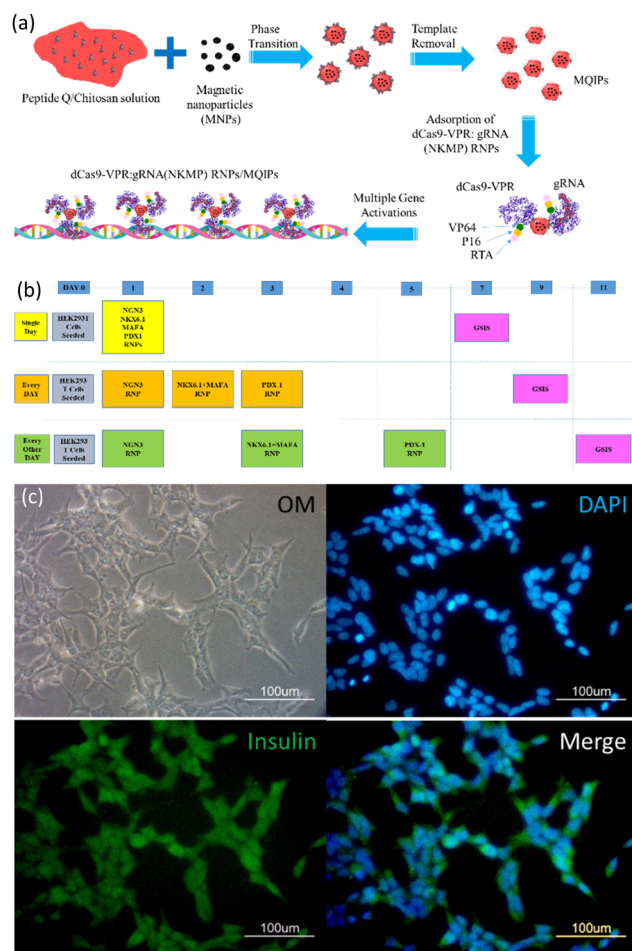 (a)
Phase
Transition
Template
Removal
Peptide Q/Chitosan solution
Magnetic
nanoparticles
(MNPs)
MQIPs
Adsorption of
dCas9-VPR: gRNA
(NKMP) RNPs
dCas9-VPR:gRNA(NKMP) RNPs/MQIPs
dCas9-VPR
gRNA
Multiple Gene
Activations
VP64
P16
RTA
(b)
DAY 0
1
2
3
4
5
7
9
11
Single
Day
HEK293T
Cells
Seeded
NGN3
NKX6.1
MAFA
PDX1
RNPs
GSIS
Every
DAY
HEK293
T Cells
Seeded
NGN3
RNP
NKX6.1+MAFA
RNP
PDX-1
RNP
GSIS
Every
Other
DAY
HEK293
T Cells
Seeded
NGN3
RNP
NKX6.1+MAFA
RNP
PDX-1
RNP
GSIS
(c)
OM
100um
DAPI
100um
Insulin
100um
Merge
100um